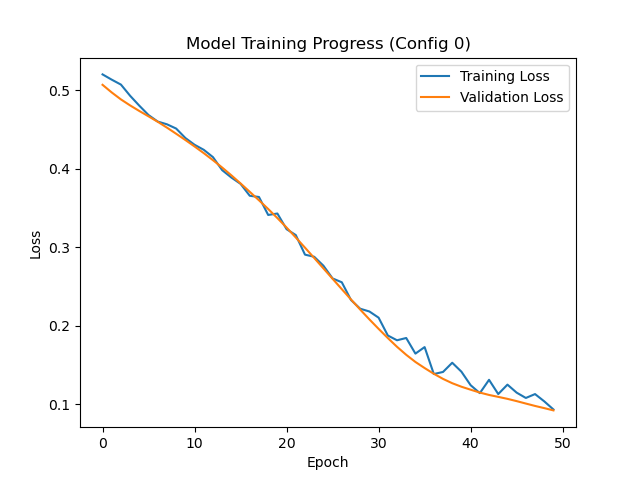 Model Training Progress (Config 0)
Training Loss
Validation Loss
0.5
0.4
0.3
0.2
0.1
Loss
0 10 20 30 40 50
Epoch